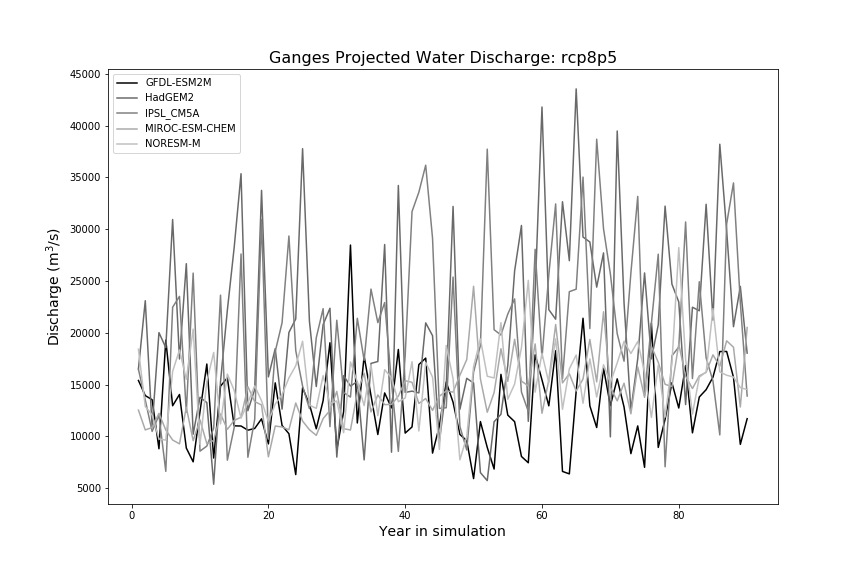 Ganges Projected Water Discharge: rcp8p5
GFDL-ESM2M
HadGEM2
IPSL_CM5A
MIROC-ESM-CHEM
NORESM-M
45000
40000
35000
30000
25000
20000
15000
10000
5000
Discharge (m³/s)
0 20 40 60 80
Year in simulation